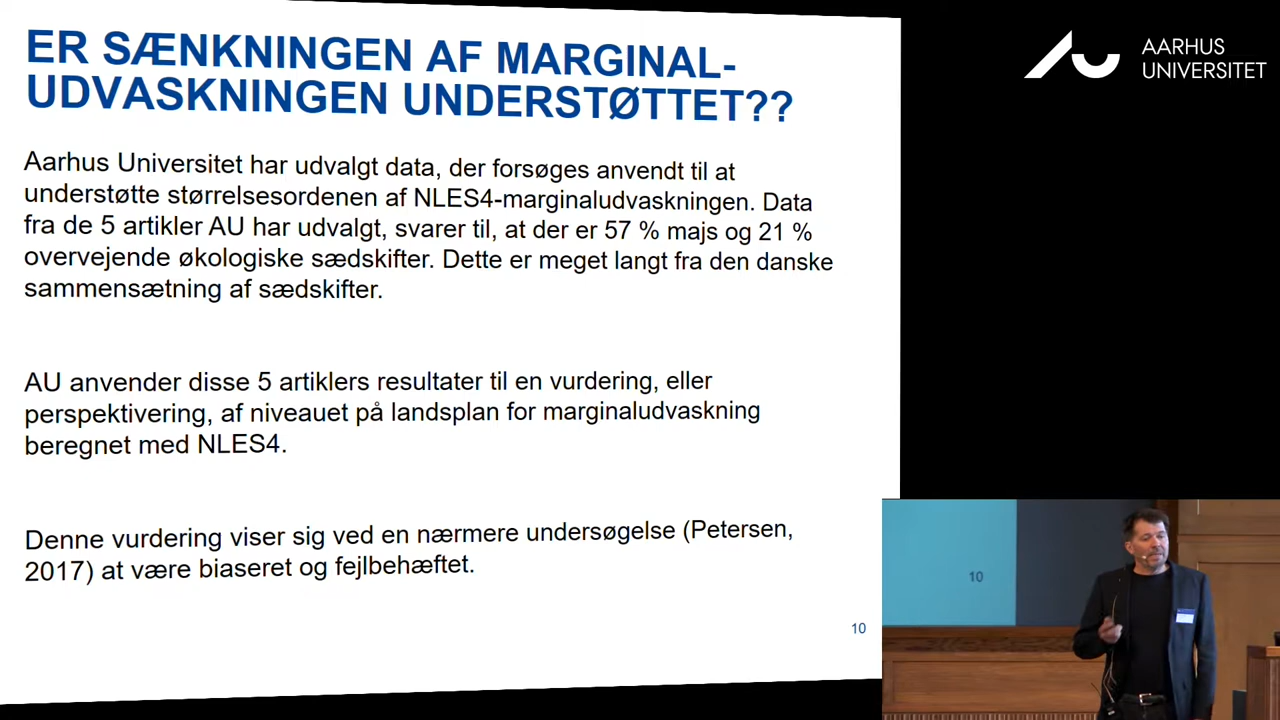 ER SÆNKNINGEN AF MARGINAL-
UDVASKNINGEN UNDERSTØTTET??
Aarhus Universitet har udvalgt data, der forsøges anvendt til at
understøtte størrelsesordenen af NLES4-marginaludvaskningen. Data
fra de 5 artikler AU har udvalgt, svarer til, at der er 57 % majs og 21 %
overvejende økologiske sædskifter. Dette er meget langt fra den danske
sammensætning af sædskifter.
AU anvender disse 5 artiklers resultater til en vurdering, eller
perspektivering, af niveauet på landsplan for marginaludvaskning
beregnet med NLES4.
Denne vurdering viser sig ved en nærmere undersøgelse (Petersen,
2017) at være biaseret og fejlbehæftet.
10
AARHUS
UNIVERSITET
10